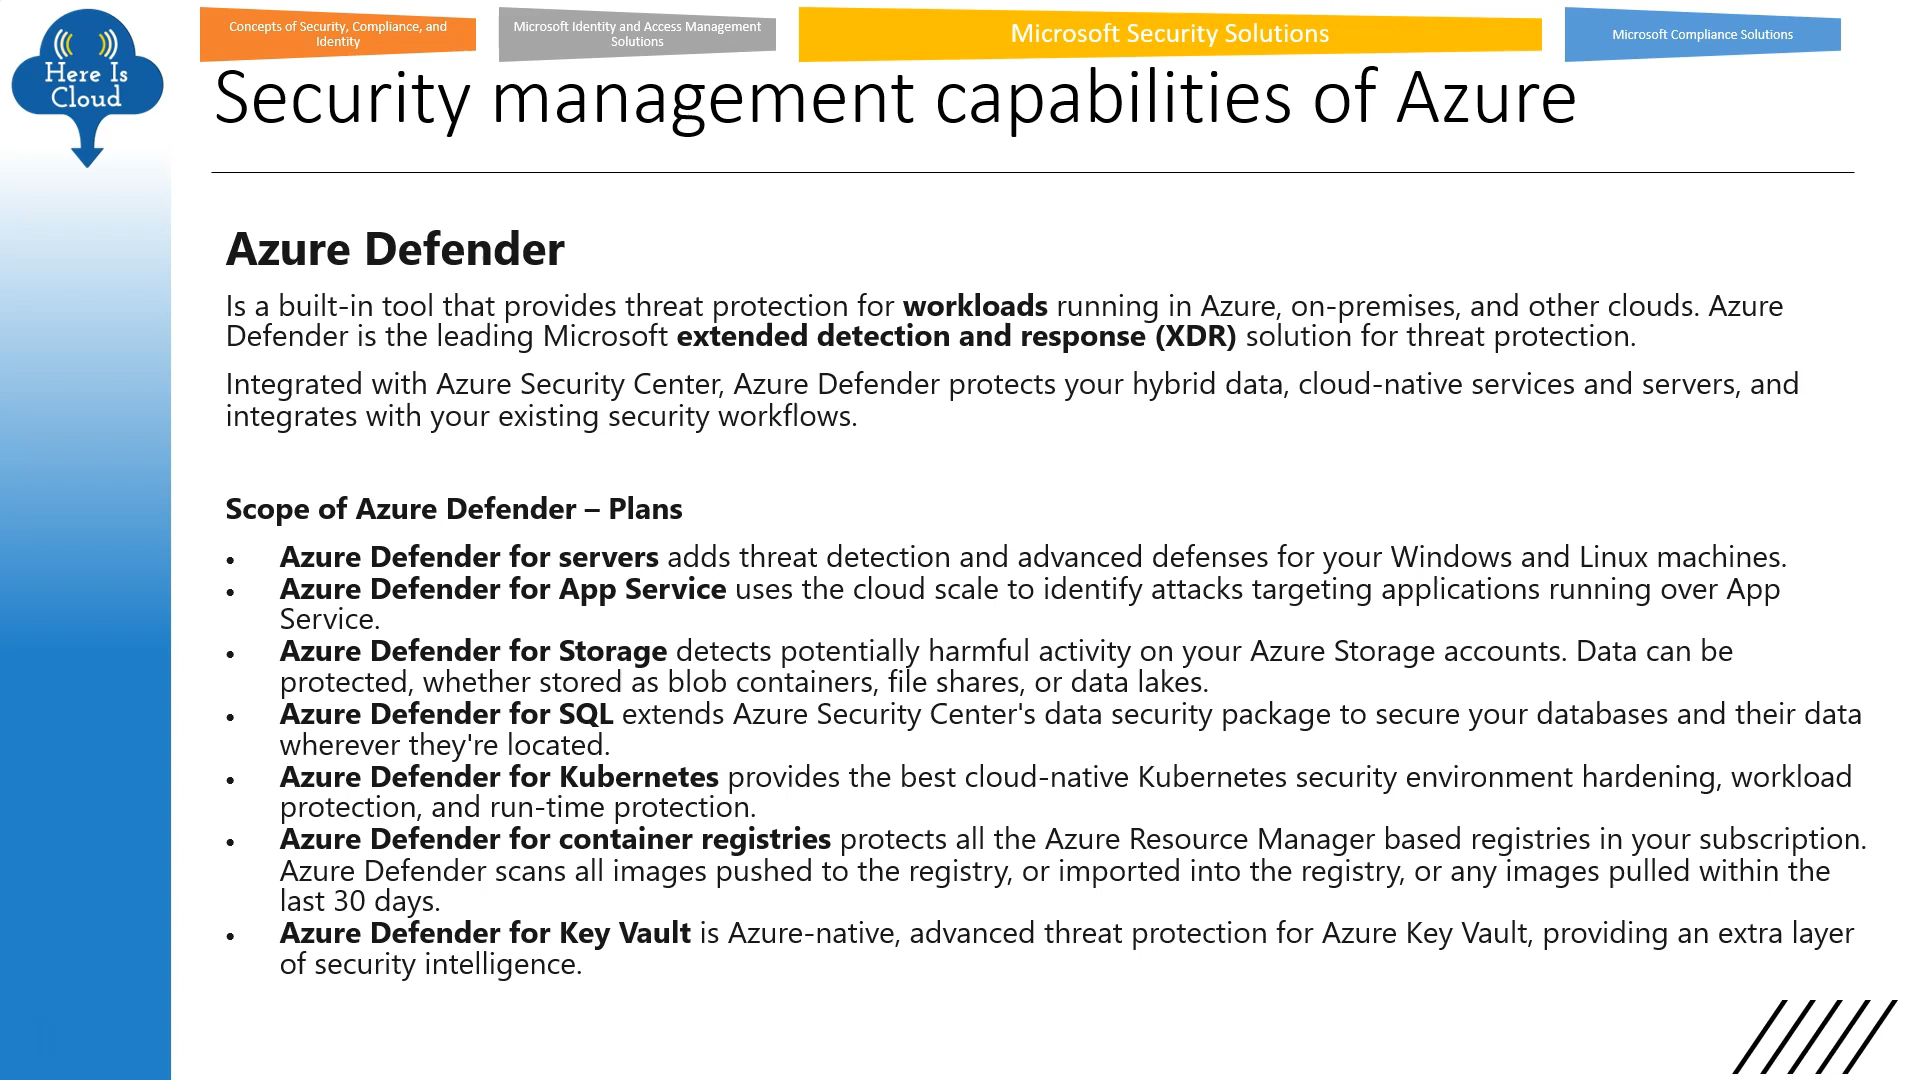 Here Is
Cloud
Concepts of Security, Compliance, and
Identity
Microsoft Identity and Access Management
Solutions
Microsoft Security Solutions
Microsoft Compliance Solutions
Security management capabilities of Azure
Azure Defender
Is a built-in tool that provides threat protection for workloads running in Azure, on-premises, and other clouds. Azure
Defender is the leading Microsoft extended detection and response (XDR) solution for threat protection.
Integrated with Azure Security Center, Azure Defender protects your hybrid data, cloud-native services and servers, and
integrates with your existing security workflows.
Scope of Azure Defender – Plans
• Azure Defender for servers adds threat detection and advanced defenses for your Windows and Linux machines.
• Azure Defender for App Service uses the cloud scale to identify attacks targeting applications running over App
Service.
• Azure Defender for Storage detects potentially harmful activity on your Azure Storage accounts. Data can be
protected, whether stored as blob containers, file shares, or data lakes.
• Azure Defender for SQL extends Azure Security Center's data security package to secure your databases and their data
wherever they're located.
• Azure Defender for Kubernetes provides the best cloud-native Kubernetes security environment hardening, workload
protection, and run-time protection.
• Azure Defender for container registries protects all the Azure Resource Manager based registries in your subscription.
Azure Defender scans all images pushed to the registry, or imported into the registry, or any images pulled within the
last 30 days.
• Azure Defender for Key Vault is Azure-native, advanced threat protection for Azure Key Vault, providing an extra layer
of security intelligence.